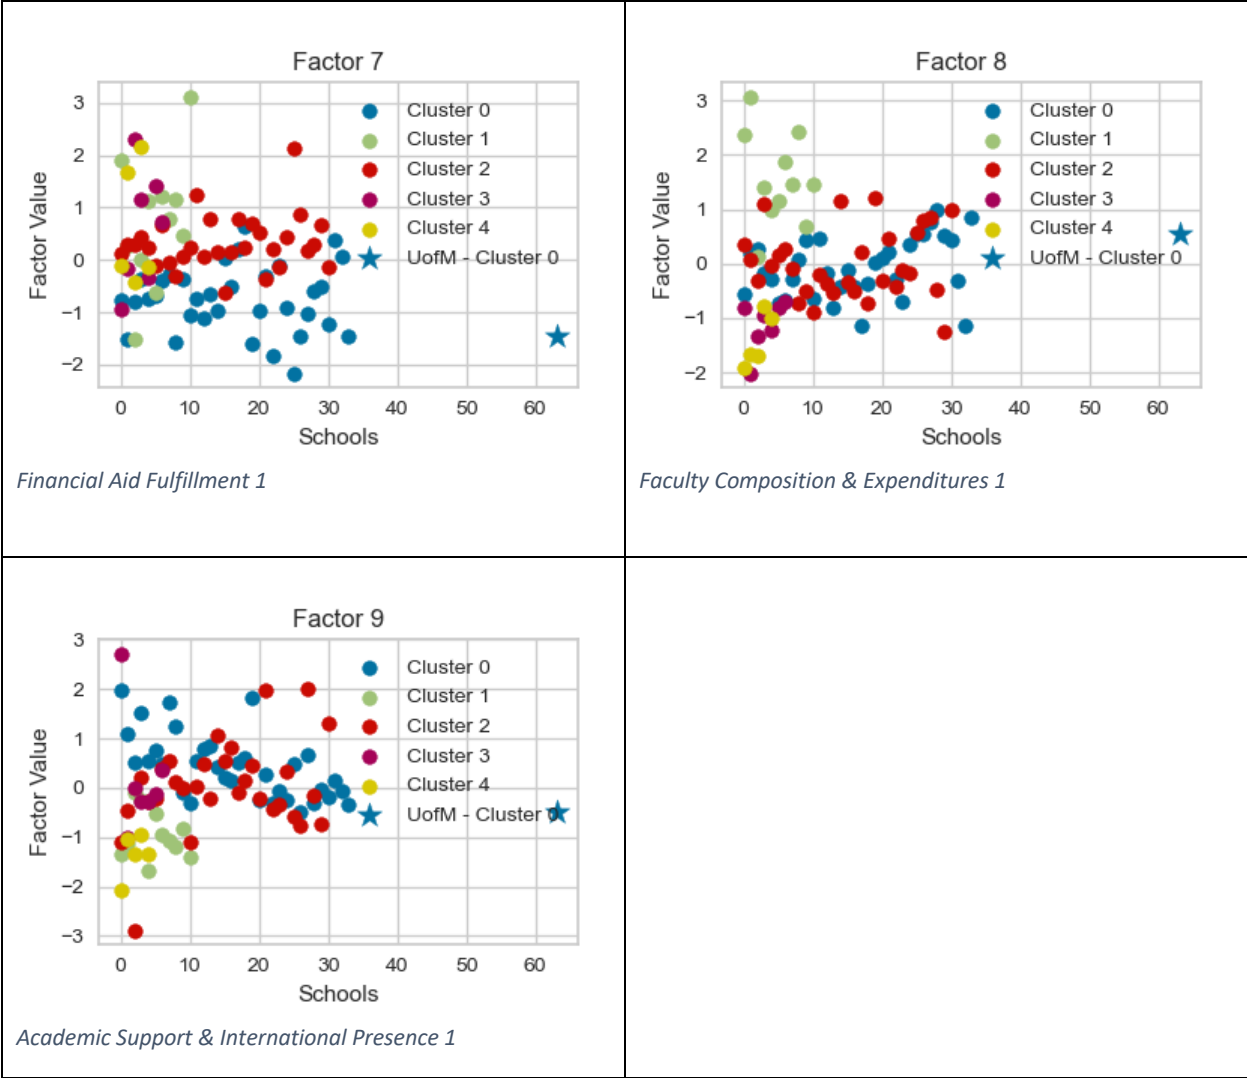 Factor 7
3
2
1
0
−1
−2
Factor Value
Cluster 0
Cluster 1
Cluster 2
Cluster 3
Cluster 4
UofM - Cluster 0
0 10 20 30 40 50 60
Schools
Financial Aid Fulfillment 1
Factor 8
3
2
1
0
−1
−2
Factor Value
Cluster 0
Cluster 1
Cluster 2
Cluster 3
Cluster 4
UofM - Cluster 0
0 10 20 30 40 50 60
Schools
Faculty Composition & Expenditures 1
Factor 9
3
2
1
0
−1
−2
−3
Factor Value
Cluster 0
Cluster 1
Cluster 2
Cluster 3
Cluster 4
UofM - Cluster 0
0 10 20 30 40 50 60
Schools
Academic Support & International Presence 1